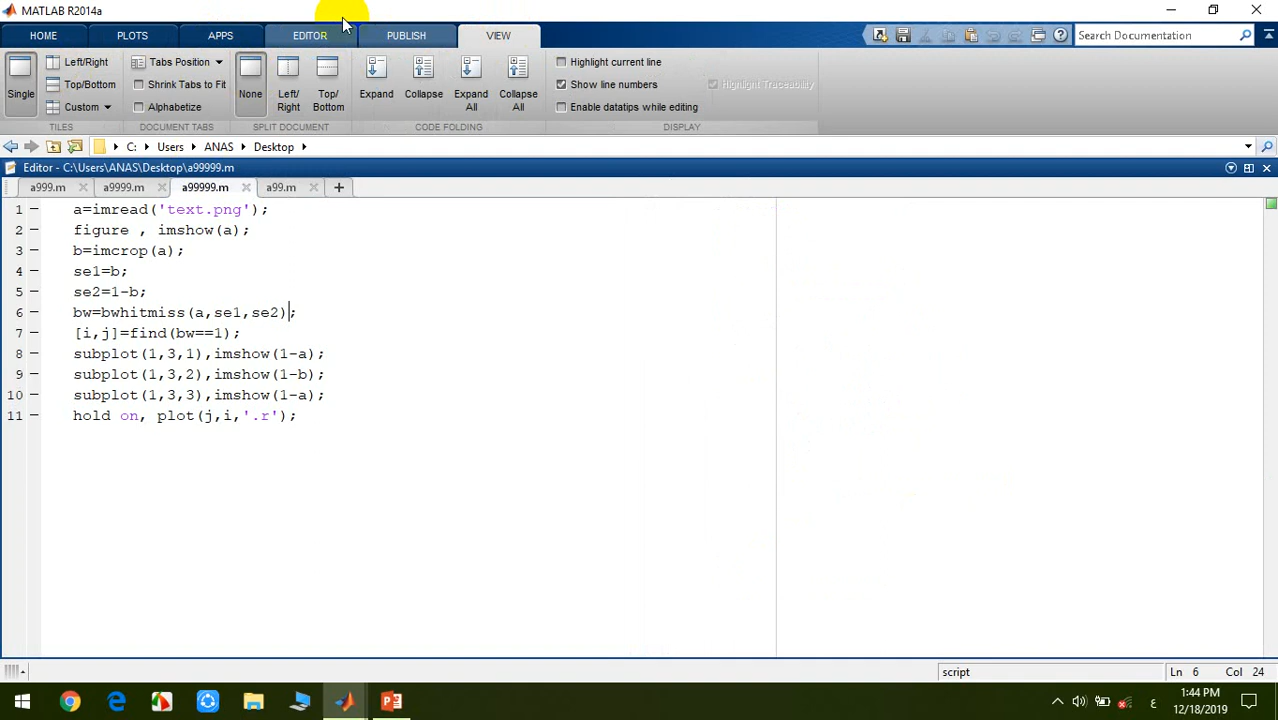 MATLAB R2014a
HOME PLOTS APPS EDITOR PUBLISH VIEW Search Documentation
Single Left/Right Top/Bottom Custom Tabs Position Shrink Tabs to Fit Alphabetize None Left/Right Top/Bottom Expand Collapse Expand All Collapse All Highlight current line Show line numbers Enable datatips while editing Highlight Traceability
TILES DOCUMENT TABS SPLIT DOCUMENT CODE FOLDING DISPLAY
C: Users ANAS Desktop
Editor - C:\Users\ANAS\Desktop\a99999.m
a999.m a9999.m a99999.m a99.m
1 a=imread('text.png');
2 figure , imshow(a);
3 b=imcrop(a);
4 se1=b;
5 se2=1-b;
6 bw=bwhitmiss(a,se1,se2);
7 [i,j]=find(bw==1);
8 subplot(1,3,1),imshow(1-a);
9 subplot(1,3,2),imshow(1-b);
10 subplot(1,3,3),imshow(1-a);
11 hold on, plot(j,i,'.r');
script Ln 6 Col 24
ع 1:44 PM
12/18/2019